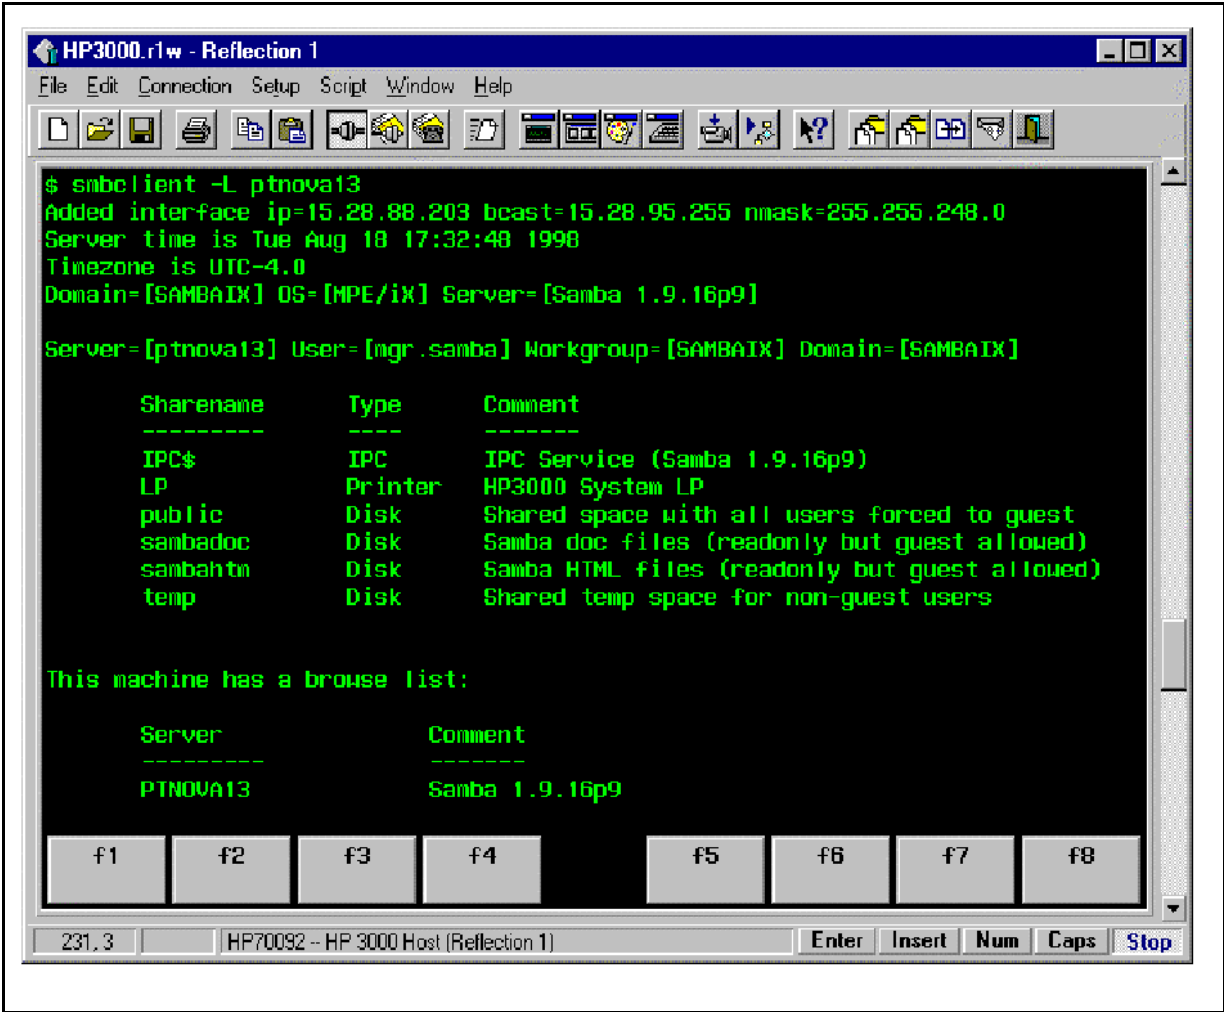 HP3000.r1w - Reflection 1
File Edit Connection Setup Script Window Help
$ smbclient -L ptnova13
Added interface ip=15.28.88.203 bcast=15.28.95.255 nmask=255.255.248.0
Server time is Tue Aug 18 17:32:48 1998
Timezone is UTC-4.0
Domain=[SAMBAIX] OS=[MPE/iX] Server=[Samba 1.9.16p9]
Server=[ptnova13] User=[mgr.samba] Workgroup=[SAMBAIX] Domain=[SAMBAIX]
Sharename Type Comment
--------- ---- -------
IPC$ IPC IPC Service (Samba 1.9.16p9)
LP Printer HP3000 System LP
public Disk Shared space with all users forced to guest
sambadoc Disk Samba doc files (readonly but guest allowed)
sambahtm Disk Samba HTML files (readonly but guest allowed)
temp Disk Shared temp space for non-guest users
This machine has a browse list:
Server Comment
--------- -------
PTNOVA13 Samba 1.9.16p9
f1 f2 f3 f4 f5 f6 f7 f8
231, 3 HP70092 -- HP 3000 Host (Reflection 1) Enter Insert Num Caps Stop